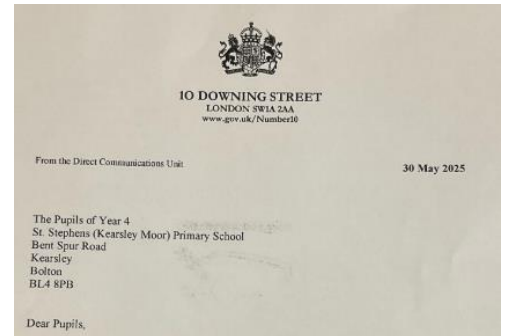 10 DOWNING STREET
LONDON SW1A 2AA
www.gov.uk/Number10
From the Direct Communications Unit
30 May 2025
The Pupils of Year 4
St. Stephens (Kearsley Moor) Primary School
Bent Spur Road
Kearsley
Bolton
BL4 8PB
Dear Pupils,